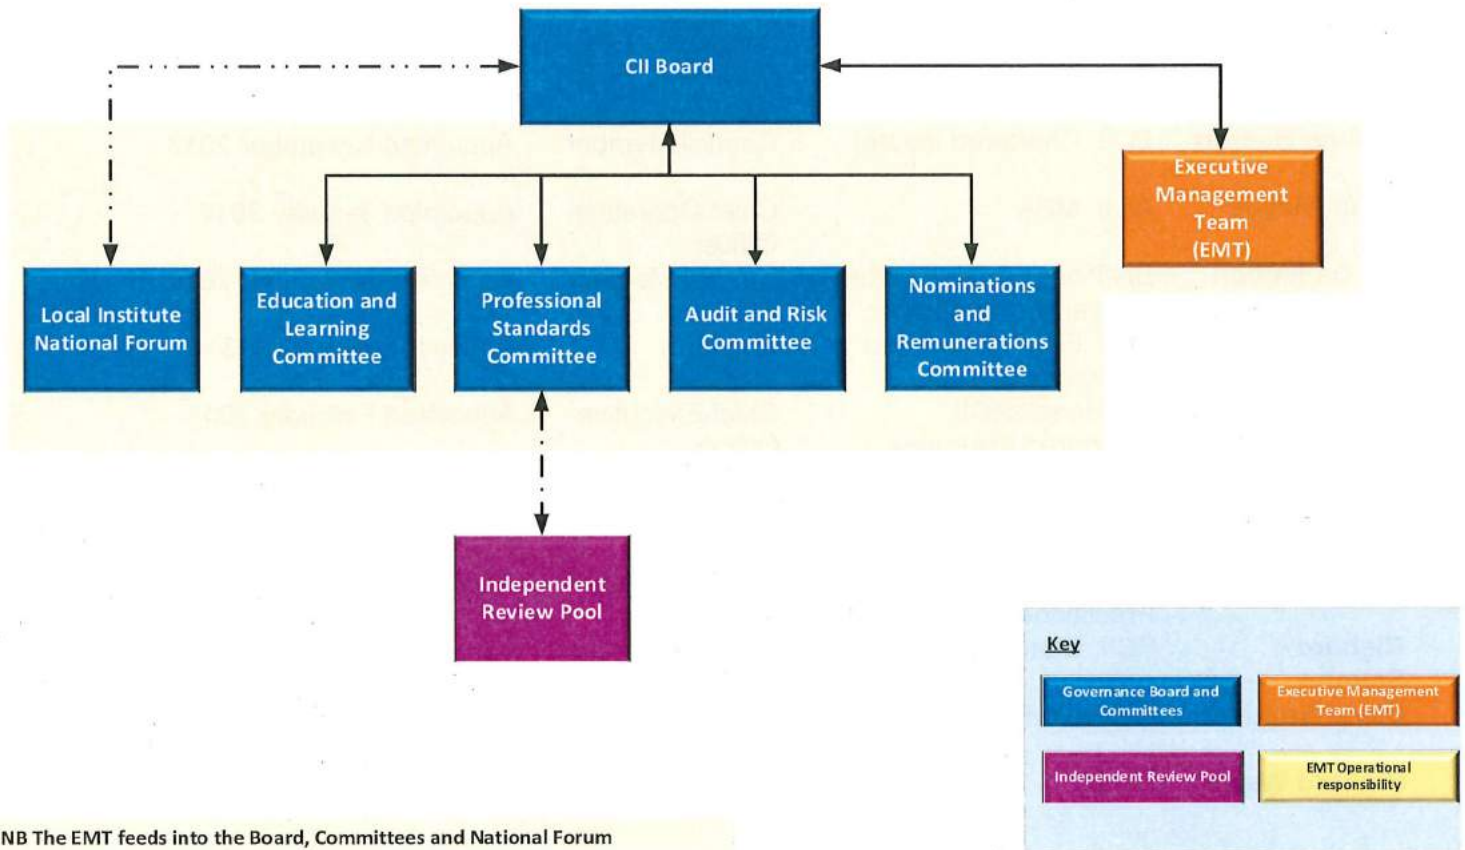 CII Board
Executive
Management
Team
(EMT)
Local Institute
National Forum
Education and
Learning
Committee
Professional
Standards
Committee
Audit and Risk
Committee
Nominations
and
Remunerations
Committee
Independent
Review Pool
Key
Governance Board and
Committees
Executive Management
Team (EMT)
Independent Review Pool
EMT Operational
responsibility
NB The EMT feeds into the Board, Committees and National Forum